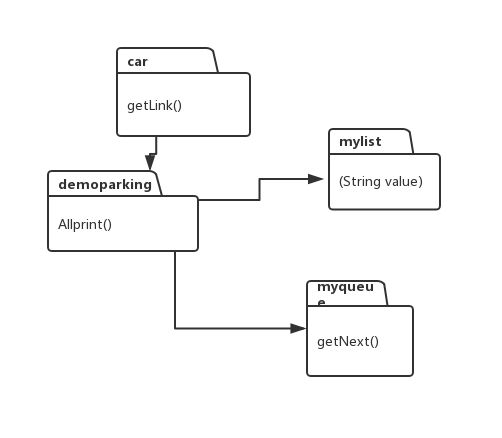 car
getLink()
mylist
(String value)
demoparking
Allprint()
myqueu
e
getNext()